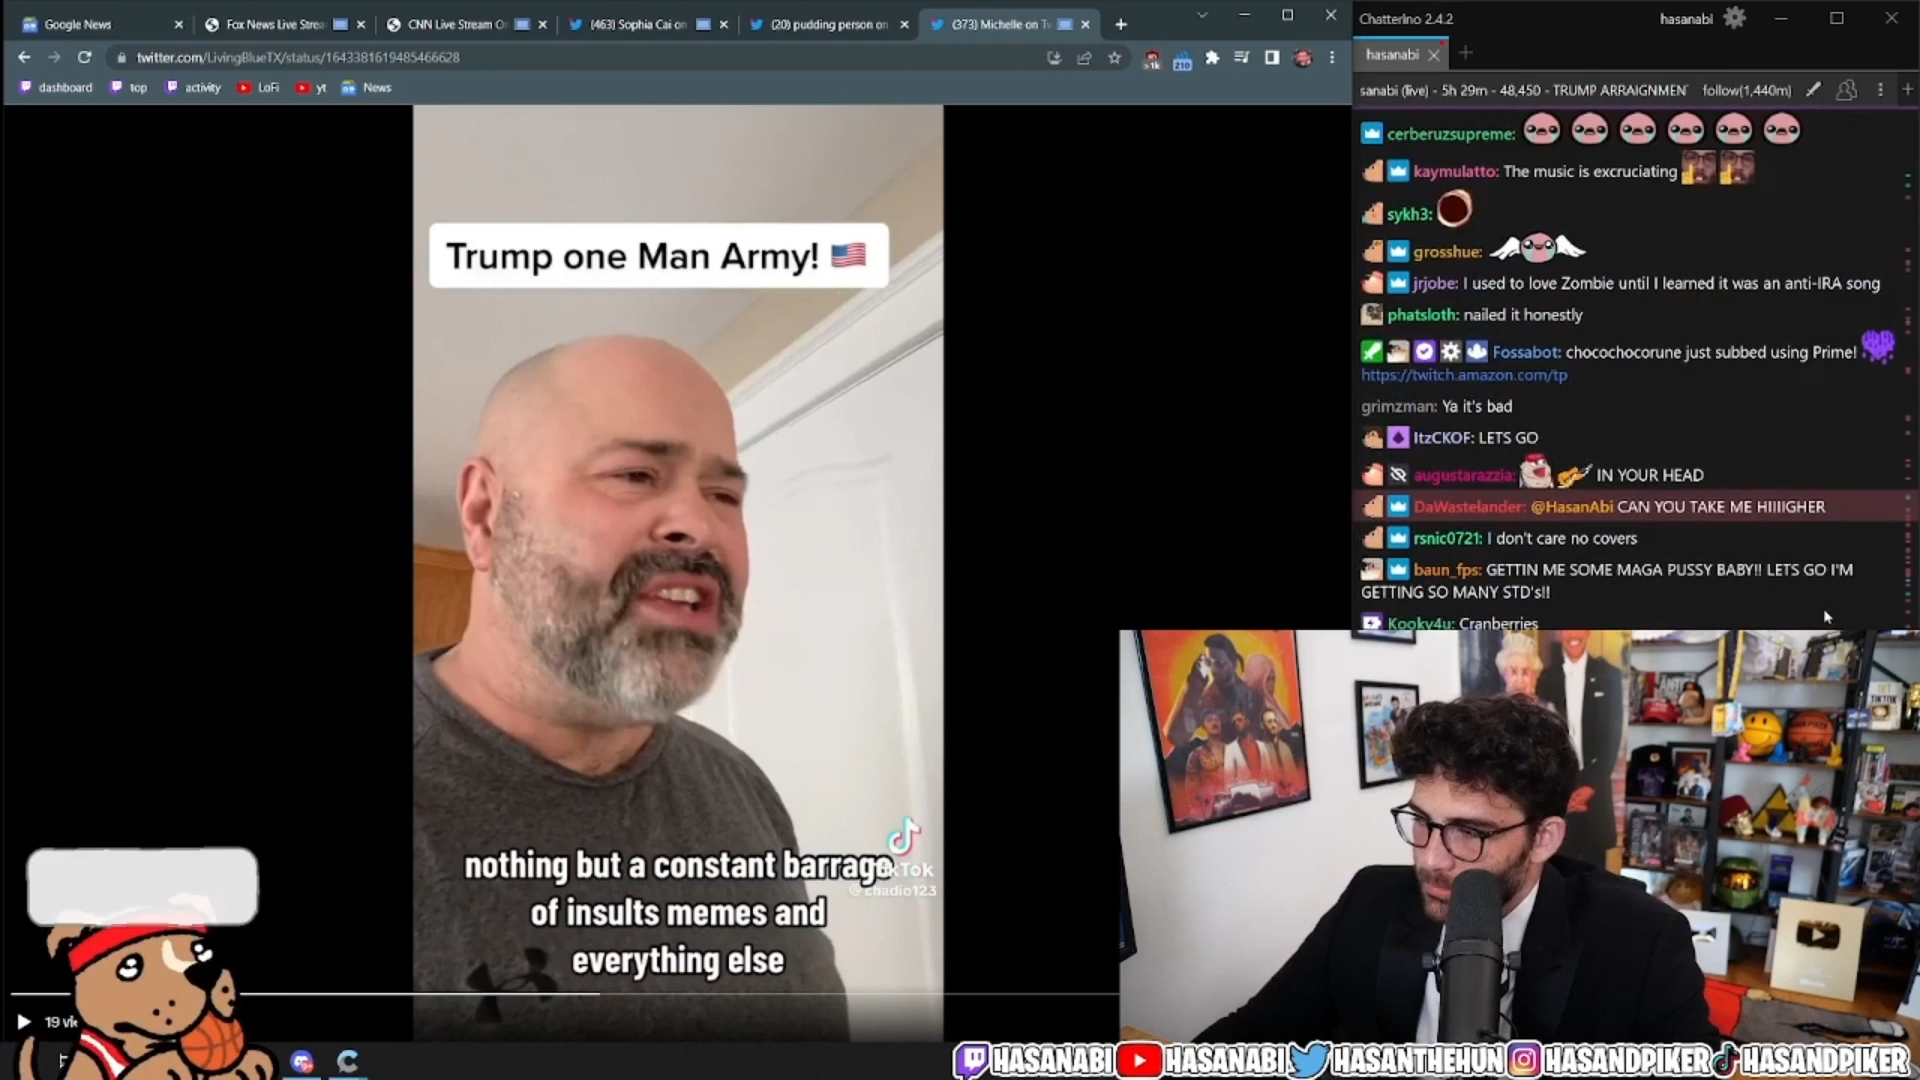 Google News
Fox News Live Strea
CNN Live Stream O
(463) Sophia Cai on
(20) pudding person on
(373) Michelle on Tw
twitter.com/LivingBlueTX/status/1643381619485466628
>1k
210
dashboard
top
activity
LoFi
yt
News
Trump one Man Army! 🇺🇸
nothing but a constant barrage
of insults memes and
everything else
TikTok
@chadio123
Chatterino 2.4.2
hasanabi
hasanabi
sanabi (live) - 5h 29m - 48,450 - TRUMP ARRAIGNMEN
follow(1,440m)
cerberuzsupreme:
kaymulatto: The music is excruciating
sykh3:
grosshue:
jrjobe: I used to love Zombie until I learned it was an anti-IRA song
phatsloth: nailed it honestly
Fossabot: chocochocorune just subbed using Prime!
https://twitch.amazon.com/tp
grimzman: Ya it's bad
ItzCKOF: LETS GO
augustarazzia: IN YOUR HEAD
DaWastelander: @HasanAbi CAN YOU TAKE ME HIIIIGHER
rsnic0721: I don't care no covers
baun_fps: GETTIN ME SOME MAGA PUSSY BABY!! LETS GO I'M
GETTING SO MANY STD's!!
Kooky4u: Cranberries
HASANABI HASANABI HASANTHEHUN HASANDPIKER HASANDPIKER